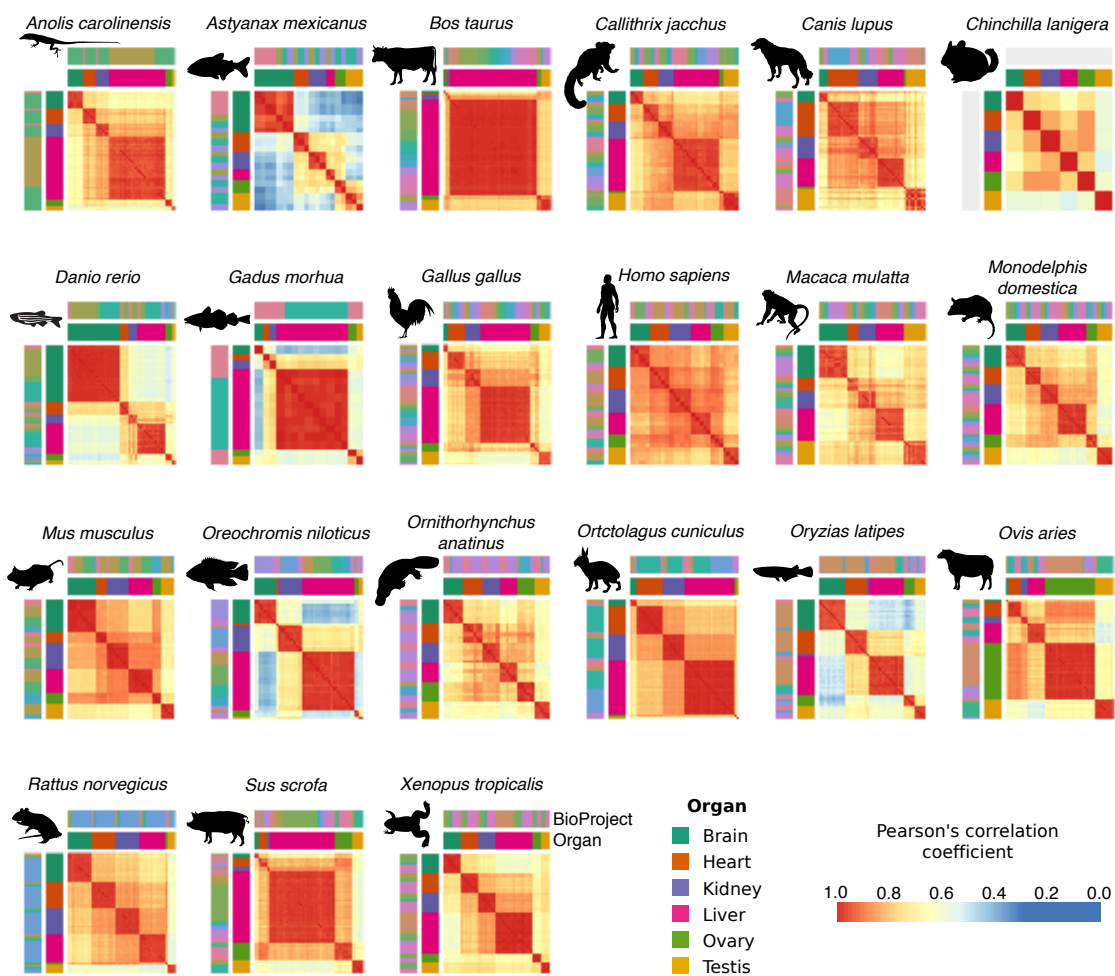 Anolis carolinensis
Astyanax mexicanus
Bos taurus
Callithrix jacchus
Canis lupus
Chinchilla lanigera
Danio rerio
Gadus morhua
Gallus gallus
Homo sapiens
Macaca mulatta
Monodelphis
domestica
Mus musculus
Oreochromis niloticus
Ornithorhynchus
anatinus
Ortctolagus cuniculus
Oryzias latipes
Ovis aries
Rattus norvegicus
Sus scrofa
Xenopus tropicalis
BioProject
Organ
Organ
Brain
Heart
Kidney
Liver
Ovary
Testis
Pearson's correlation
coefficient
1.0 0.8 0.6 0.4 0.2 0.0